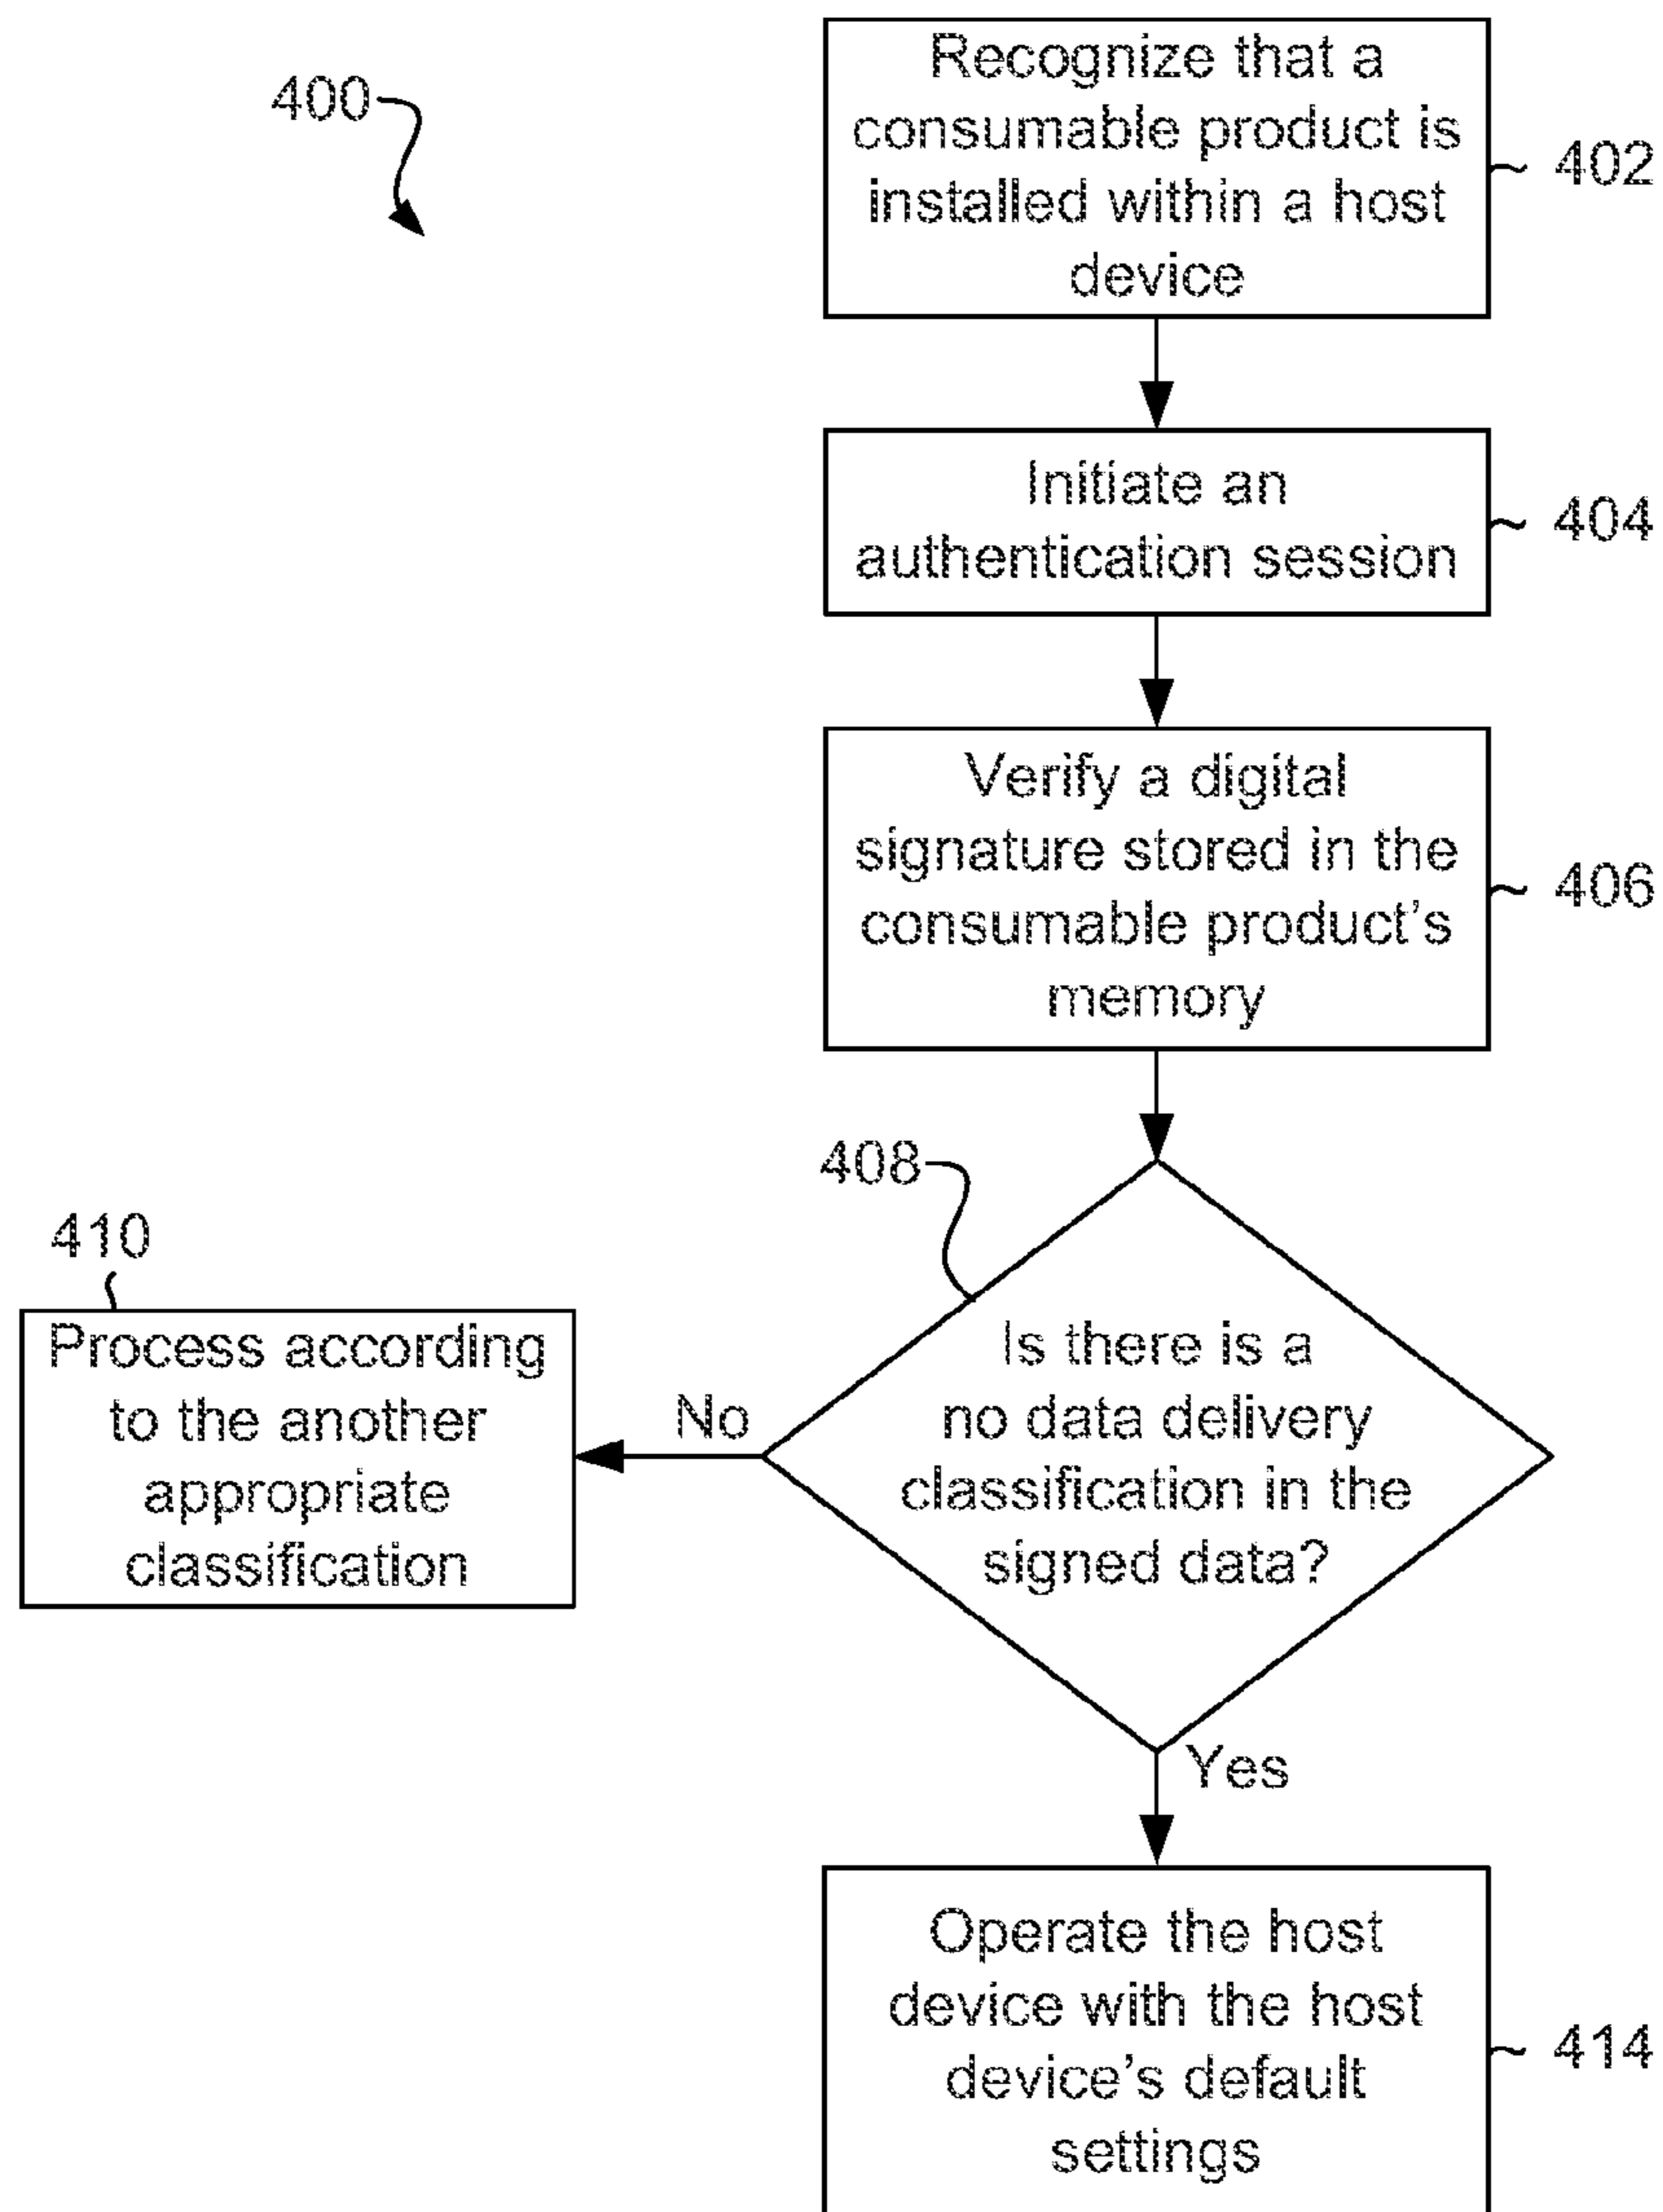 400
Recognize that a
consumable product is
installed within a host
device
402
Initiate an
authentication session
404
Verify a digital
signature stored in the
consumable product's
memory
406
408
Is there is a
no data delivery
classification in the
signed data?
No
410
Process according
to the another
appropriate
classification
Yes
Operate the host
device with the host
device's default
settings
414